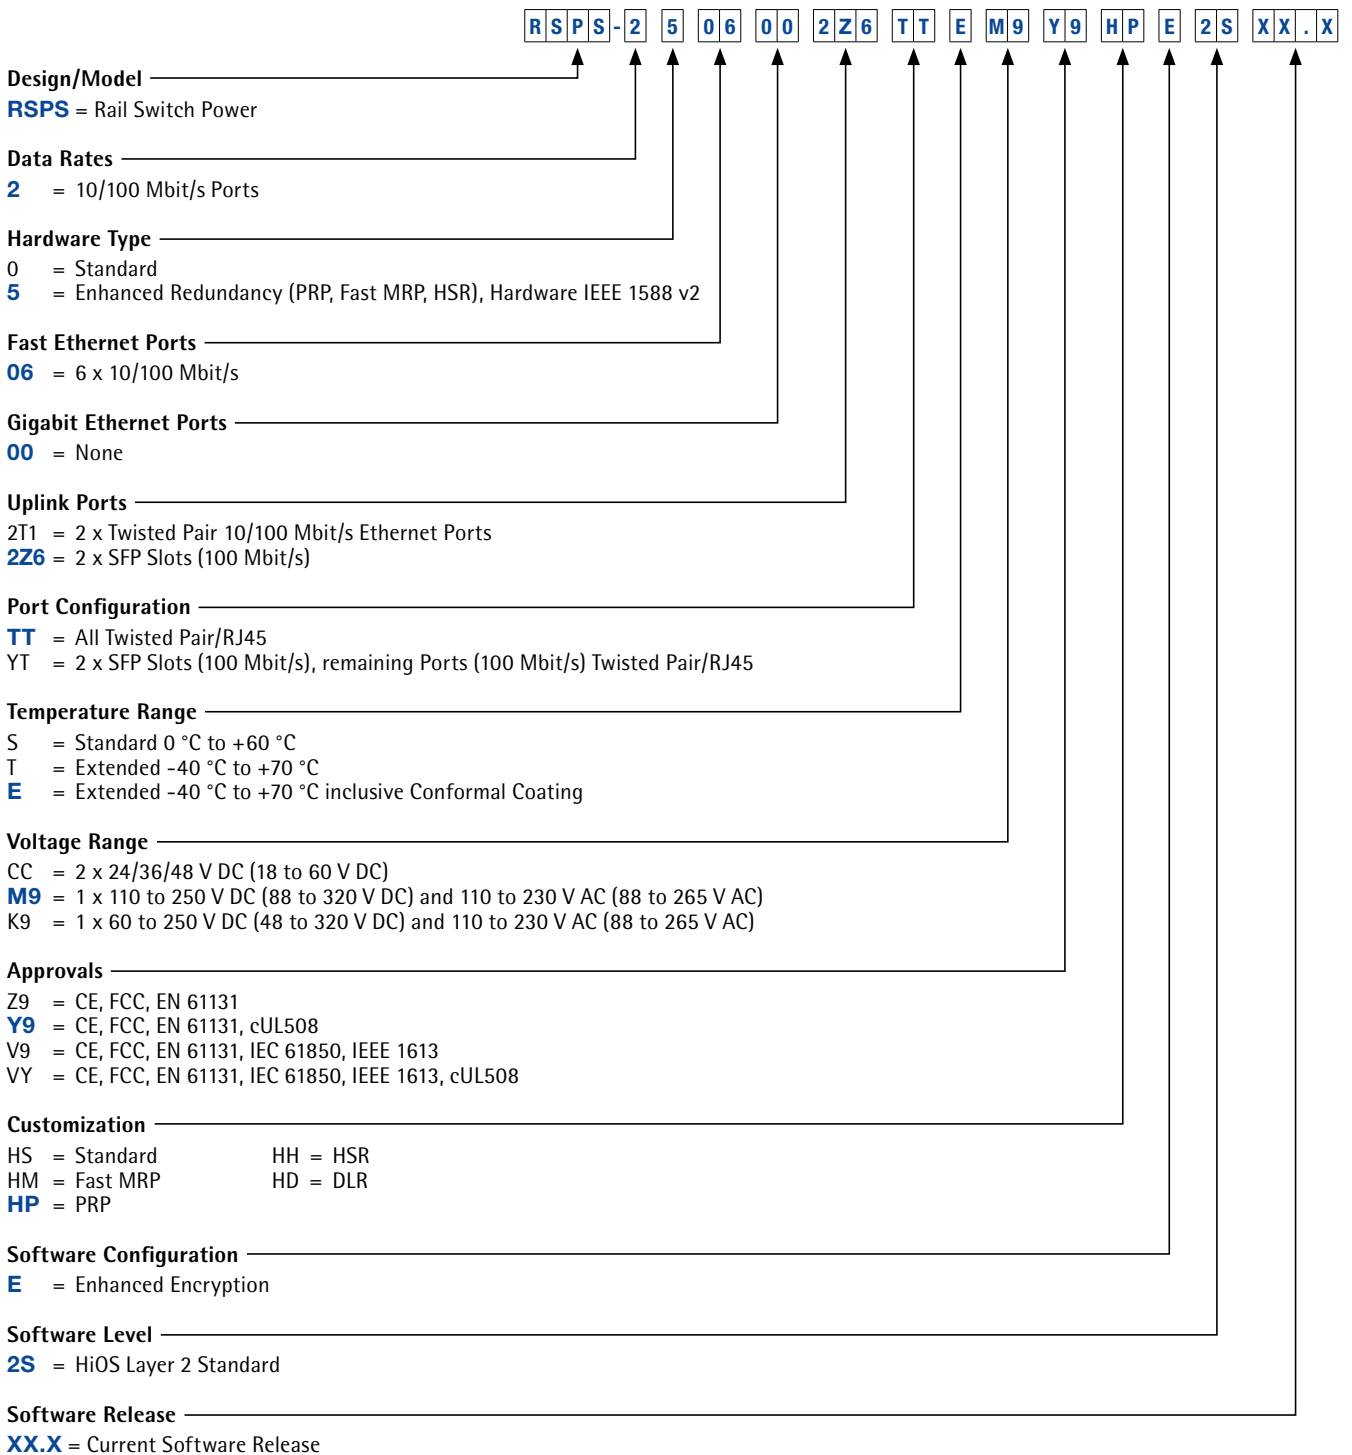 RSPS-2 5 06 00 2Z6 TT E M9 Y9 HP E 2S XX.X
Design/Model
RSPS = Rail Switch Power
Data Rates
2 = 10/100 Mbit/s Ports
Hardware Type
0 = Standard
5 = Enhanced Redundancy (PRP, Fast MRP, HSR), Hardware IEEE 1588 v2
Fast Ethernet Ports
06 = 6 x 10/100 Mbit/s
Gigabit Ethernet Ports
00 = None
Uplink Ports
2T1 = 2 x Twisted Pair 10/100 Mbit/s Ethernet Ports
2Z6 = 2 x SFP Slots (100 Mbit/s)
Port Configuration
TT = All Twisted Pair/RJ45
YT = 2 x SFP Slots (100 Mbit/s), remaining Ports (100 Mbit/s) Twisted Pair/RJ45
Temperature Range
S = Standard 0 °C to +60 °C
T = Extended -40 °C to +70 °C
E = Extended -40 °C to +70 °C inclusive Conformal Coating
Voltage Range
CC = 2 x 24/36/48 V DC (18 to 60 V DC)
M9 = 1 x 110 to 250 V DC (88 to 320 V DC) and 110 to 230 V AC (88 to 265 V AC)
K9 = 1 x 60 to 250 V DC (48 to 320 V DC) and 110 to 230 V AC (88 to 265 V AC)
Approvals
Z9 = CE, FCC, EN 61131
Y9 = CE, FCC, EN 61131, cUL508
V9 = CE, FCC, EN 61131, IEC 61850, IEEE 1613
VY = CE, FCC, EN 61131, IEC 61850, IEEE 1613, cUL508
Customization
HS = Standard HH = HSR
HM = Fast MRP HD = DLR
HP = PRP
Software Configuration
E = Enhanced Encryption
Software Level
2S = HiOS Layer 2 Standard
Software Release
XX.X = Current Software Release